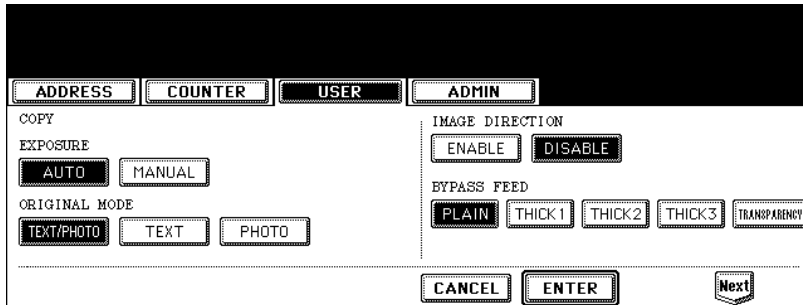 ADDRESS COUNTER USER ADMIN
COPY
EXPOSURE
AUTO MANUAL
ORIGINAL MODE
TEXT/PHOTO TEXT PHOTO
IMAGE DIRECTION
ENABLE DISABLE
BYPASS FEED
PLAIN THICK1 THICK2 THICK3 TRANSPARENCY
CANCEL ENTER Next